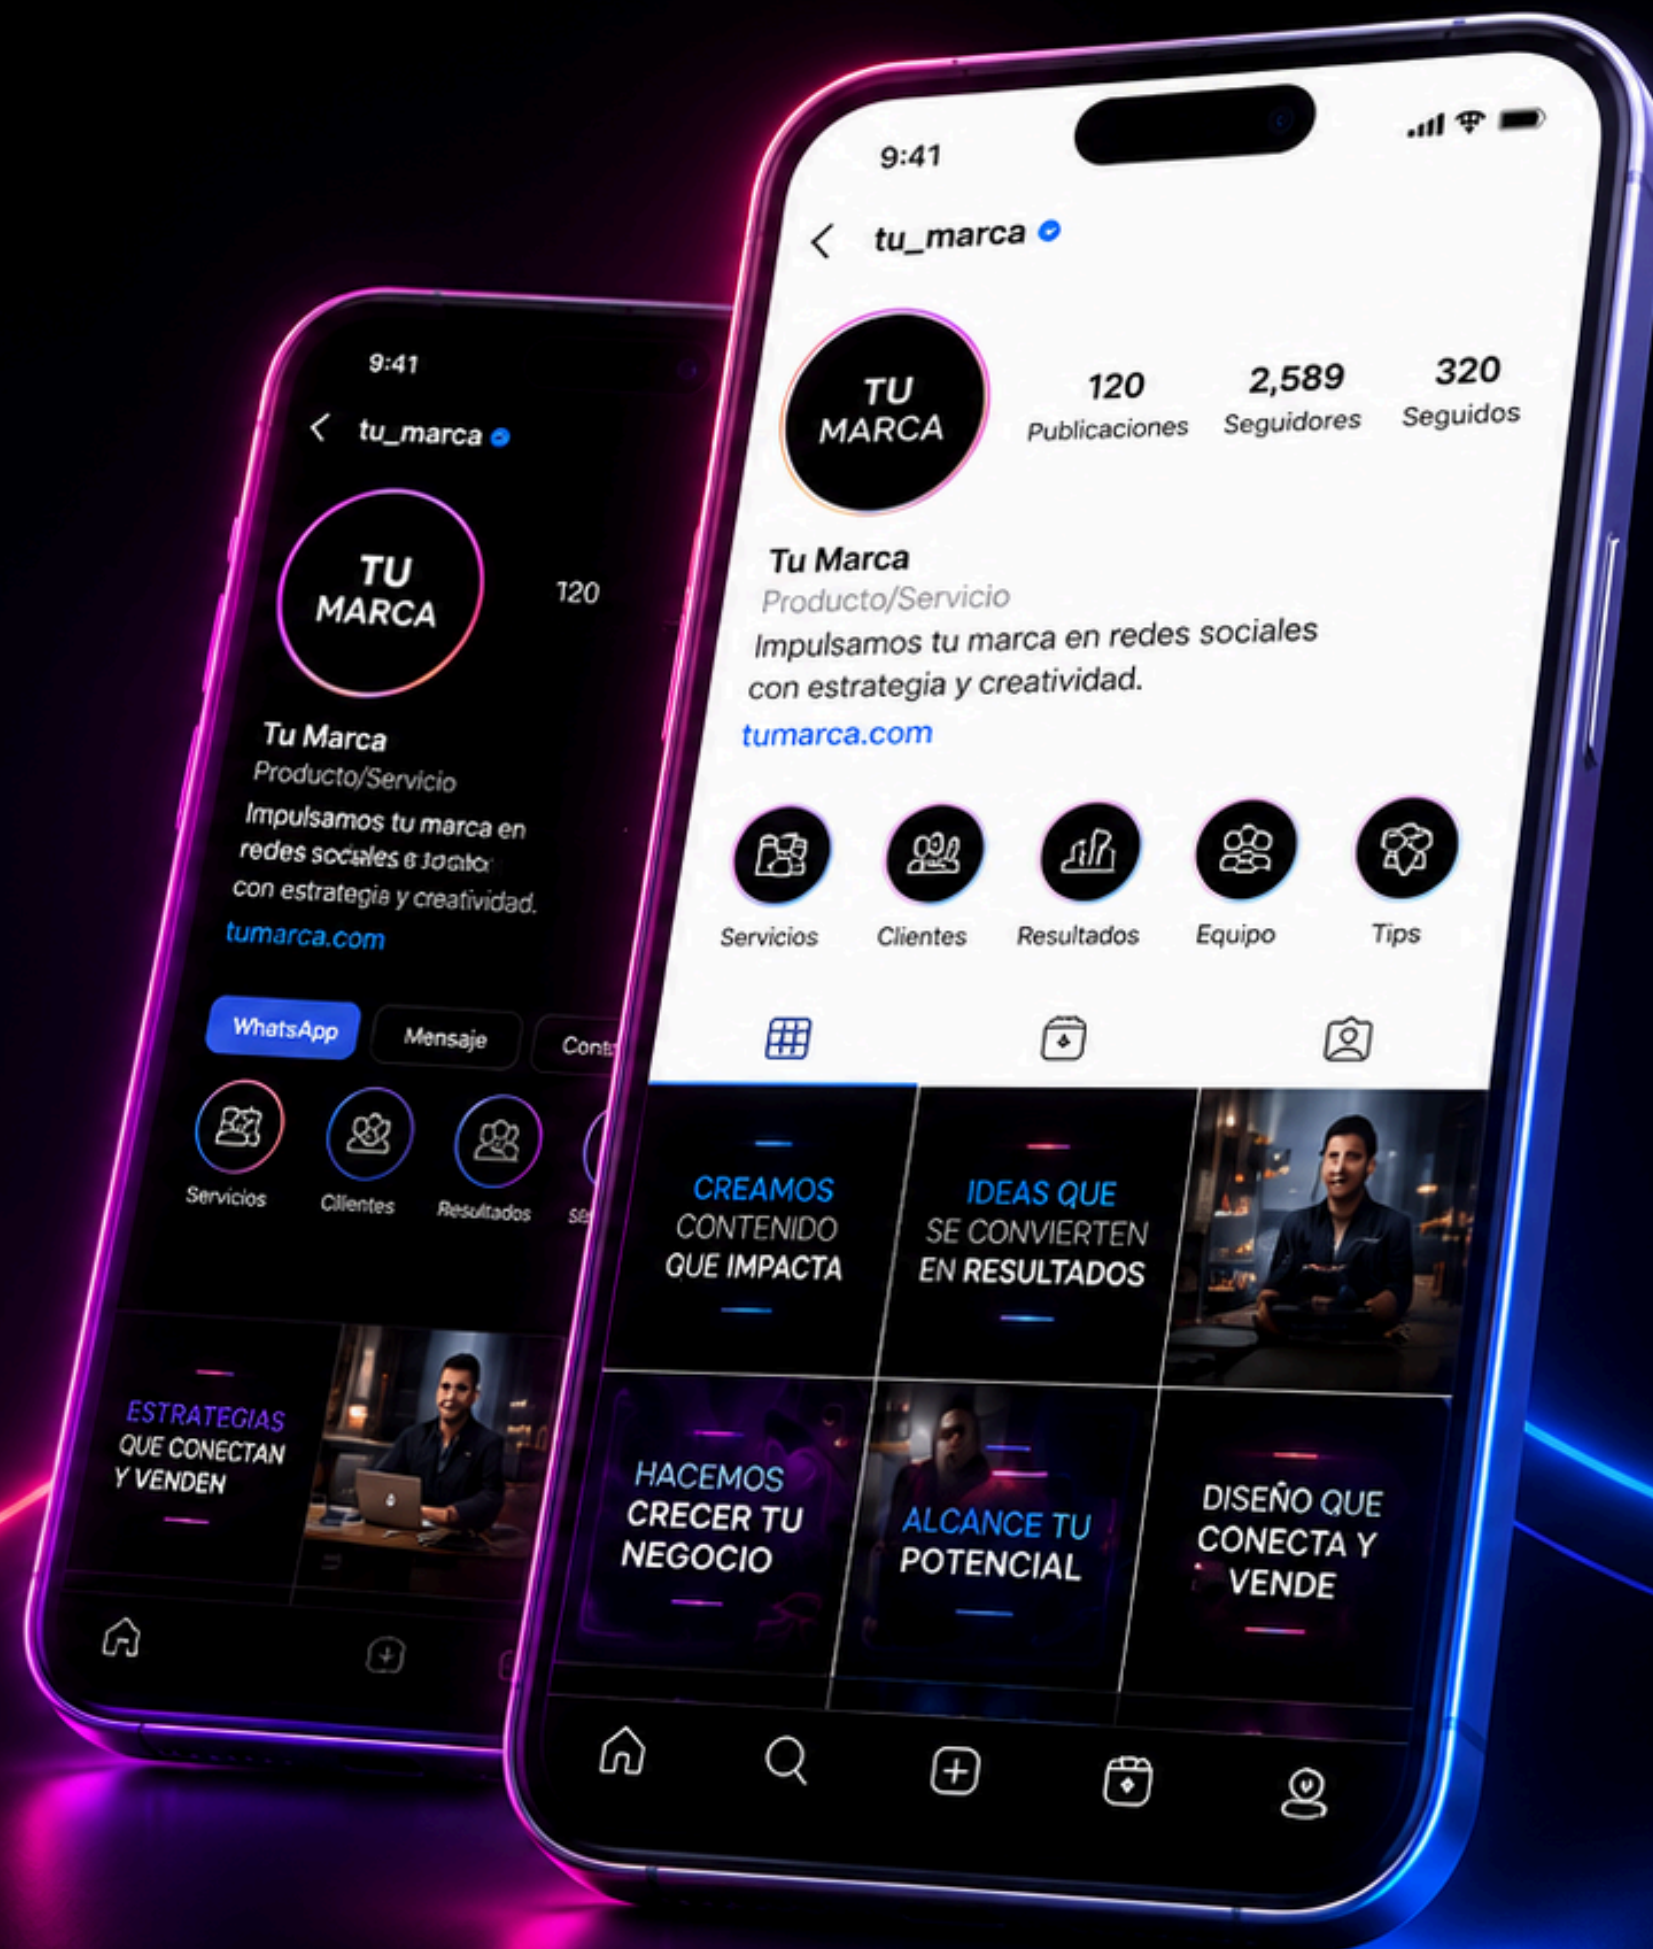 9:41
tu_marca
TU
MARCA
120
Tu Marca
Producto/Servicio
Impulsamos tu marca en
redes sociales
con estrategia y creatividad.
tumarca.com
WhatsApp
Mensaje
Servicios
Cilientes
Resultados
ESTRATEGIAS
QUE CONECTAN
Y VENDEN
9:41
tu_marca
TU
MARCA
120
Publicaciones
2,589
Seguidores
320
Seguidos
Tu Marca
Producto/Servicio
Impulsamos tu marca en redes sociales
con estrategia y creatividad.
tumarca.com
Servicios
Clientes
Resultados
Equipo
Tips
CREAMOS
CONTENIDO
QUE IMPACTA
IDEAS QUE
SE CONVIERTEN
EN RESULTADOS
HACEMOS
CRECER TU
NEGOCIO
ALCANCE TU
POTENCIAL
DISEÑO QUE
CONECTA Y
VENDE